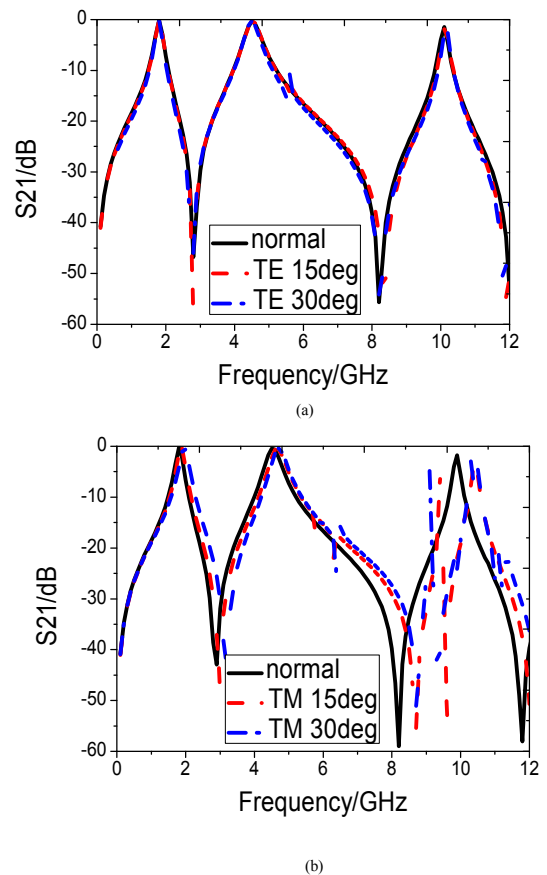 0
-10
-20
-30
-40
-50
-60
S21/dB
normal
TE 15deg
TE 30deg
0 2 4 6 8 10 12
Frequency/GHz
(a)
0
-10
-20
-30
-40
-50
-60
S21/dB
normal
TM 15deg
TM 30deg
0 2 4 6 8 10 12
Frequency/GHz
(b)